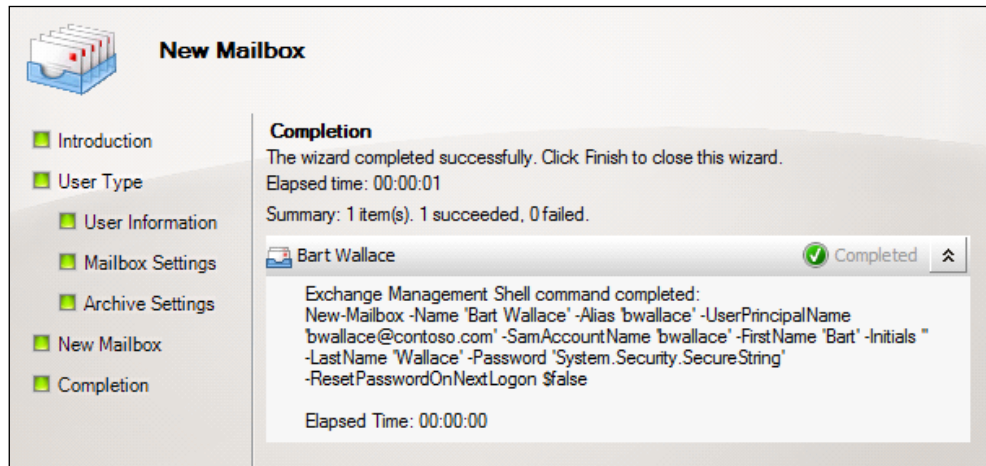 New Mailbox
Introduction
User Type
User Information
Mailbox Settings
Archive Settings
New Mailbox
Completion
Completion
The wizard completed successfully. Click Finish to close this wizard.
Elapsed time: 00:00:01
Summary: 1 item(s). 1 succeeded, 0 failed.
Bart Wallace
Completed
Exchange Management Shell command completed:
New-Mailbox -Name 'Bart Wallace' -Alias 'bwallace' -UserPrincipalName
'bwallace@contoso.com' -SamAccountName 'bwallace' -FirstName 'Bart' -Initials ''
-LastName 'Wallace' -Password 'System.Security.SecureString'
-ResetPasswordOnNextLogon $false
Elapsed Time: 00:00:00